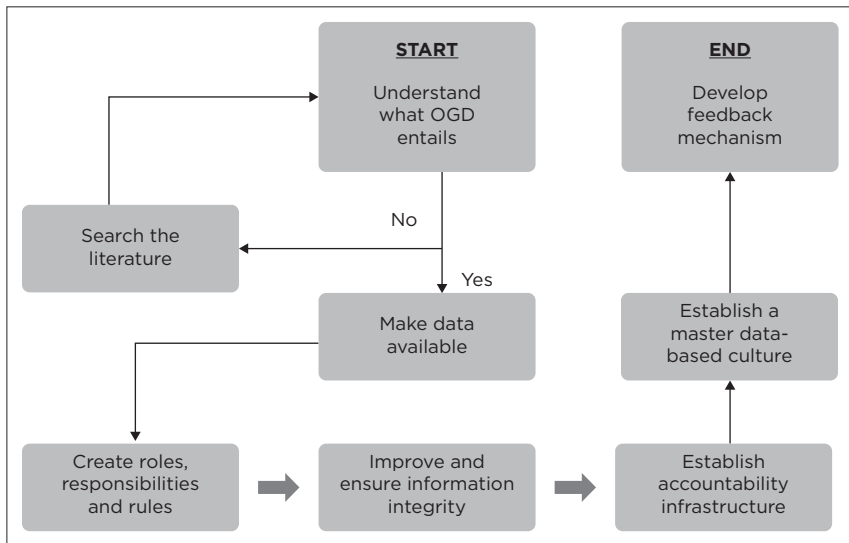 START
Understand
what OGD
entails
END
Develop
feedback
mechanism
No
Search the
literature
Yes
Make data
available
Establish a
master data-
based culture
Create roles,
responsibilities
and rules
Improve and
ensure information
integrity
Establish
accountability
infrastructure